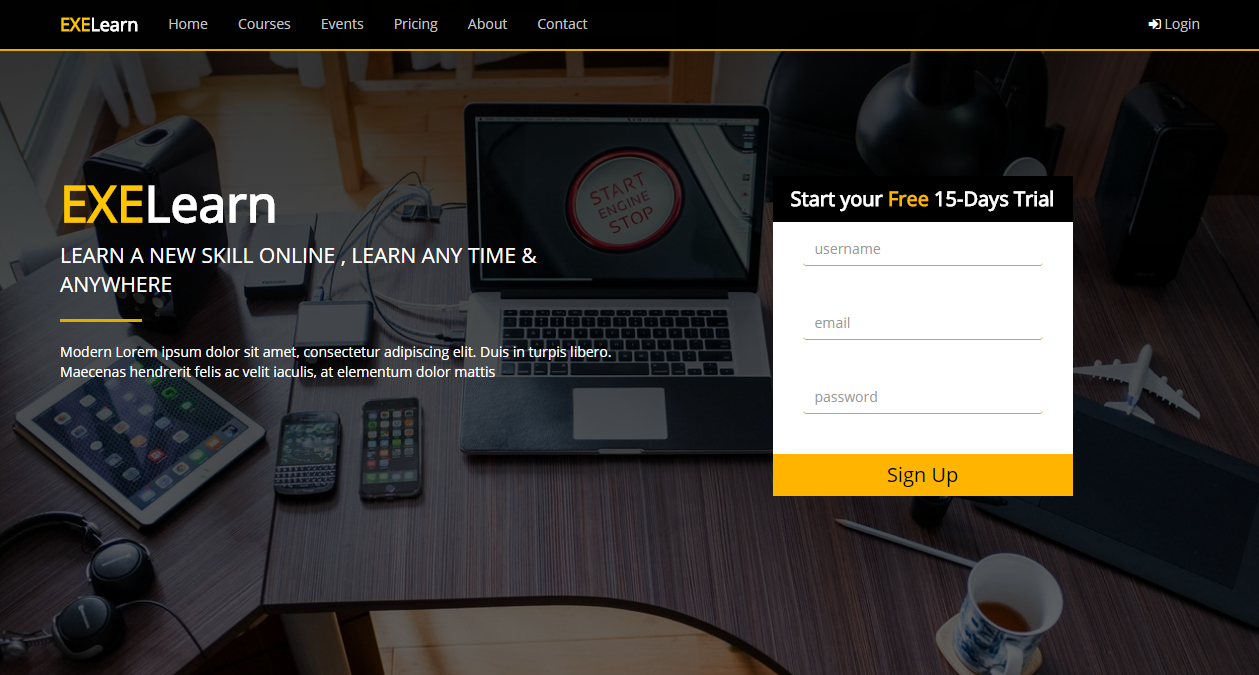 EXELearn Home Courses Events Pricing About Contact Login
EXELearn
LEARN A NEW SKILL ONLINE , LEARN ANY TIME &
ANYWHERE
Modern Lorem ipsum dolor sit amet, consectetur adipiscing elit. Duis in turpis libero.
Maecenas hendrerit felis ac velit iaculis, at elementum dolor mattis
START
ENGINE
STOP
Start your Free 15-Days Trial
username
email
password
Sign Up